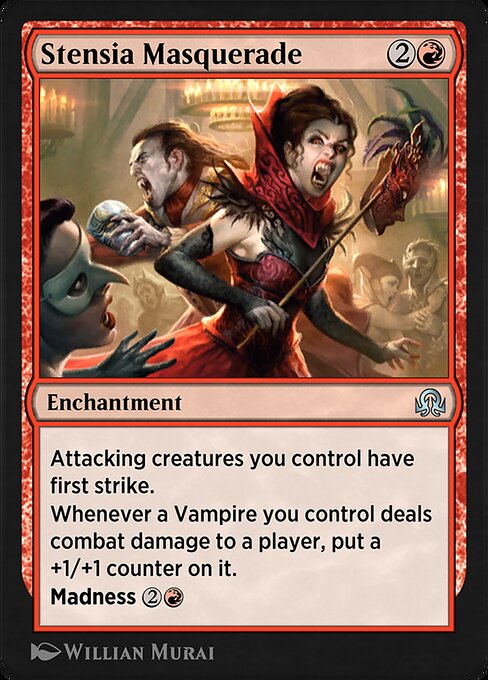 Stensia Masquerade 2
Enchantment
Attacking creatures you control have
first strike.
Whenever a Vampire you control deals
combat damage to a player, put a
+1/+1 counter on it.
Madness 2
Willian Murai